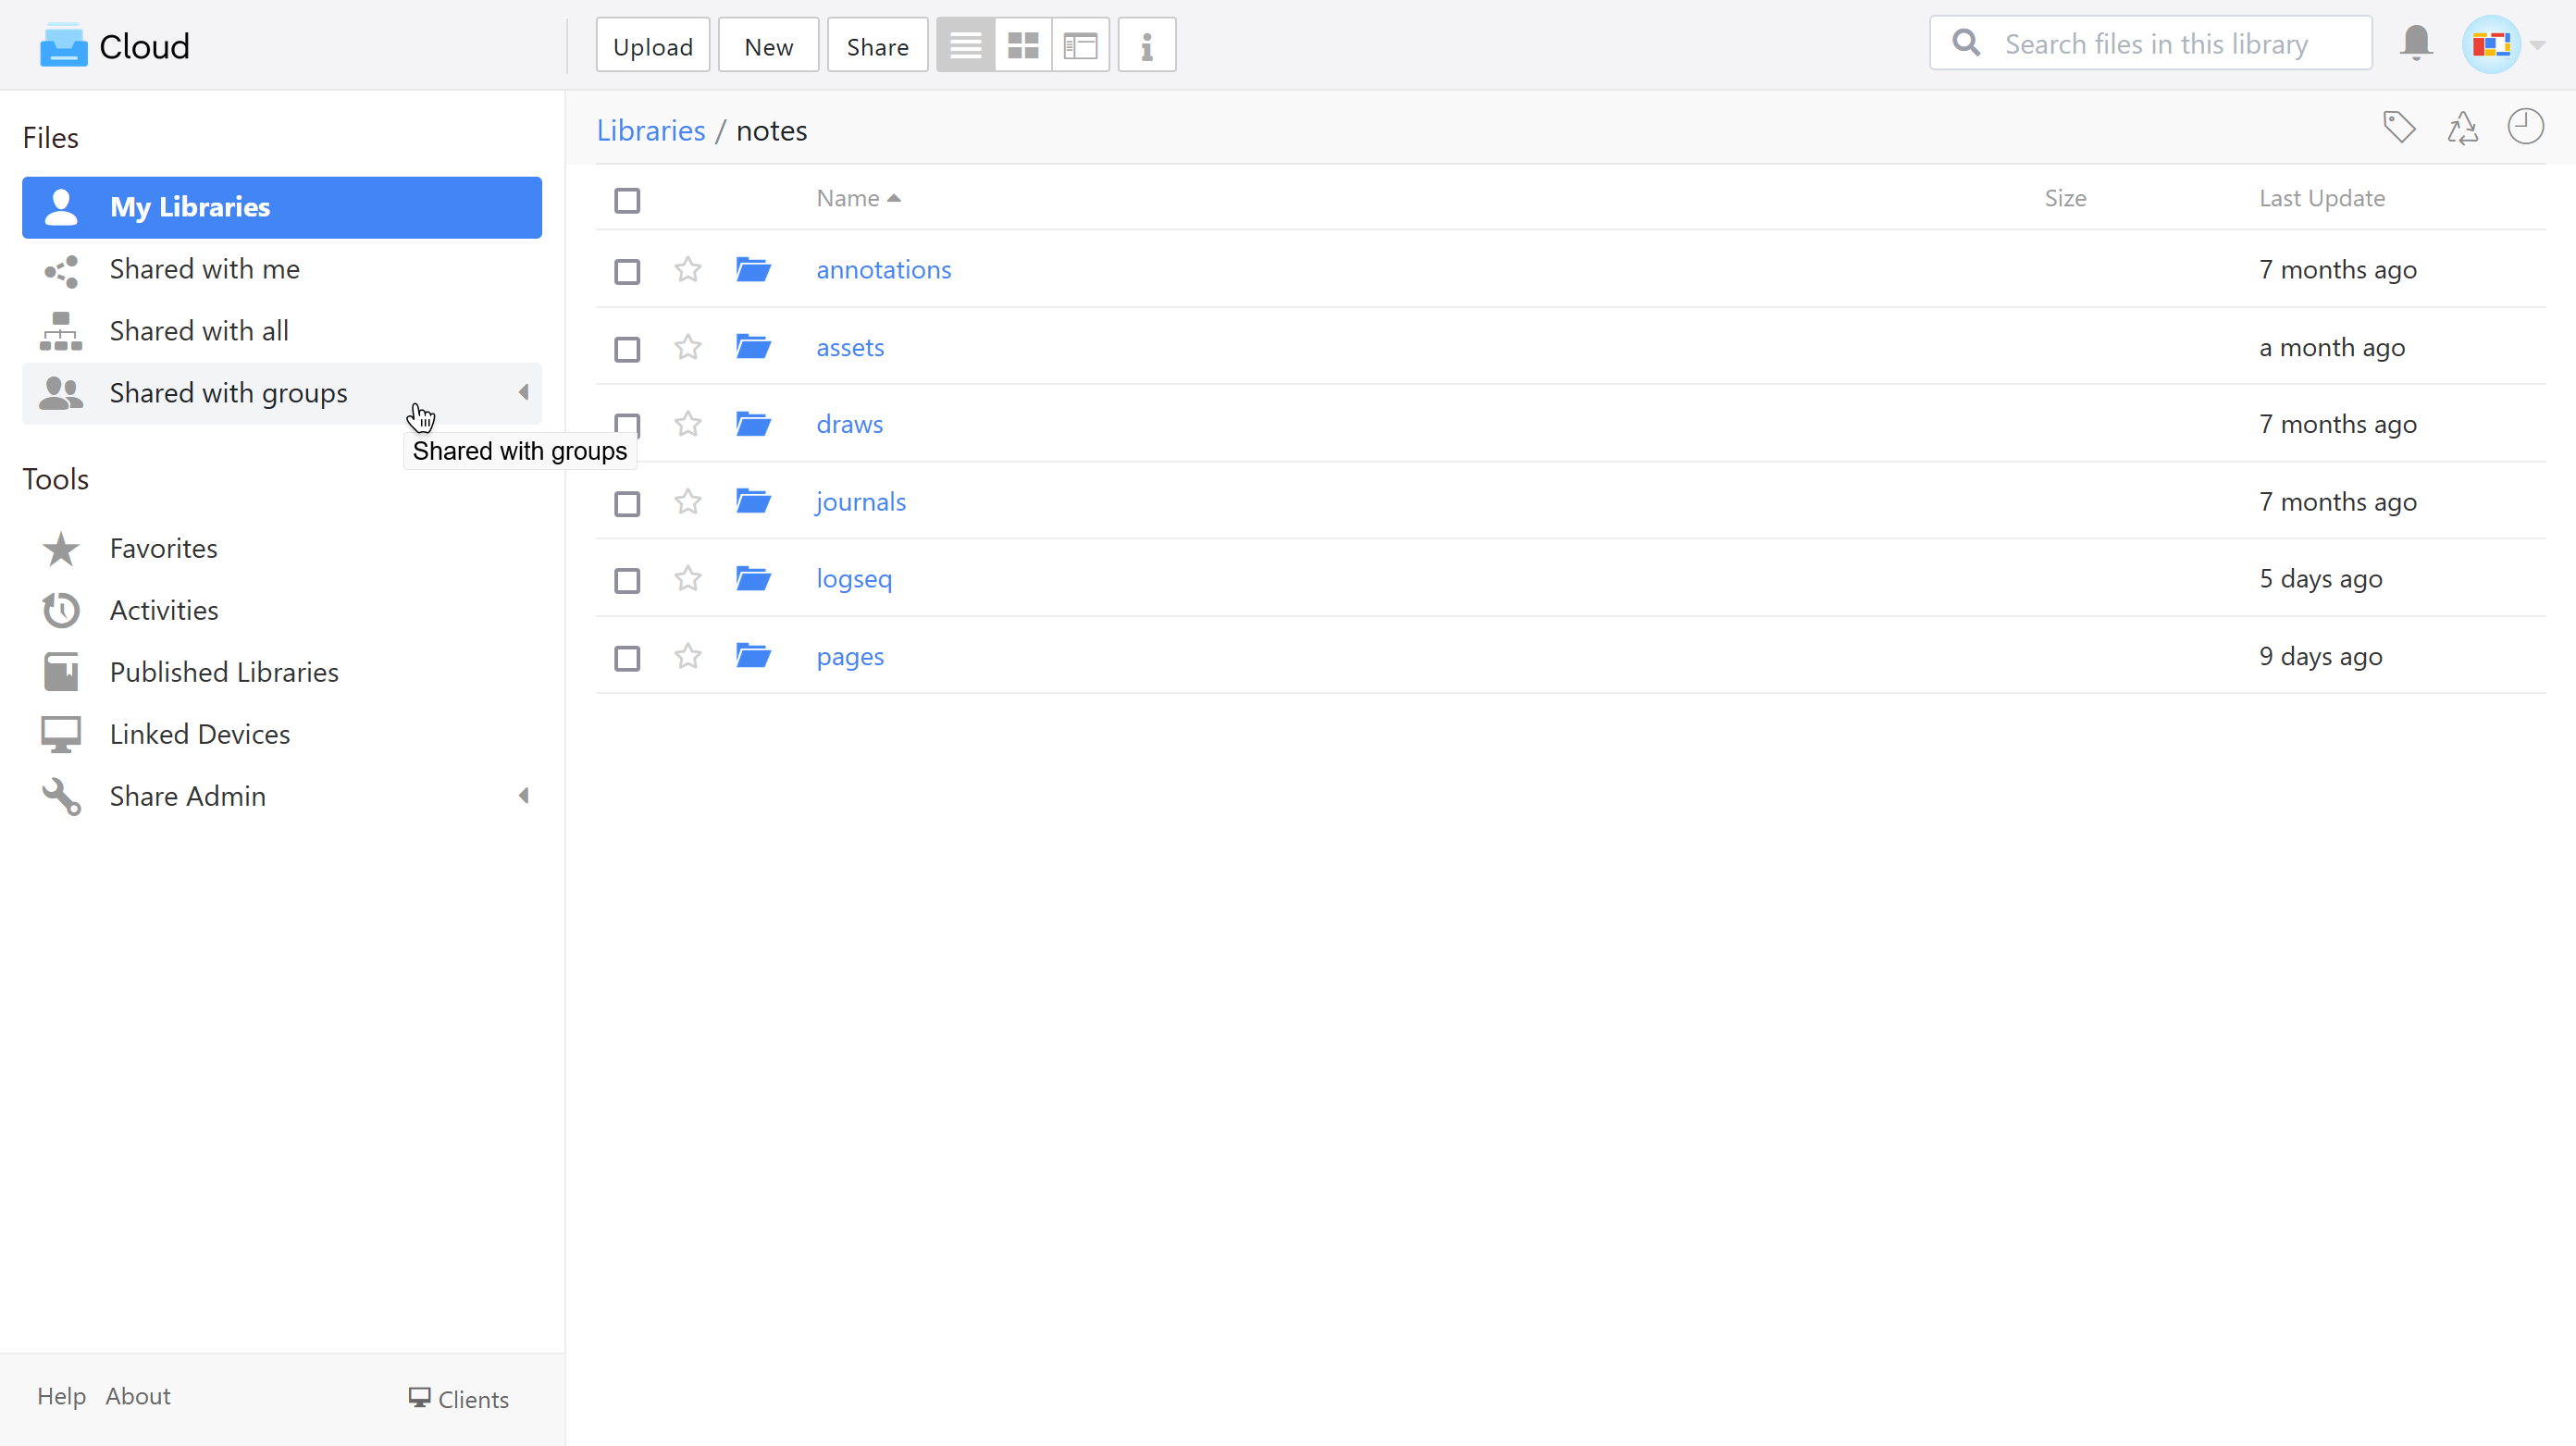 Cloud
Upload
New
Share
Search files in this library
Files
My Libraries
Shared with me
Shared with all
Shared with groups
Shared with groups
Tools
Favorites
Activities
Published Libraries
Linked Devices
Share Admin
Help
About
Clients
Libraries / notes
Name
Size
Last Update
annotations
7 months ago
assets
a month ago
draws
7 months ago
journals
7 months ago
logseq
5 days ago
pages
9 days ago